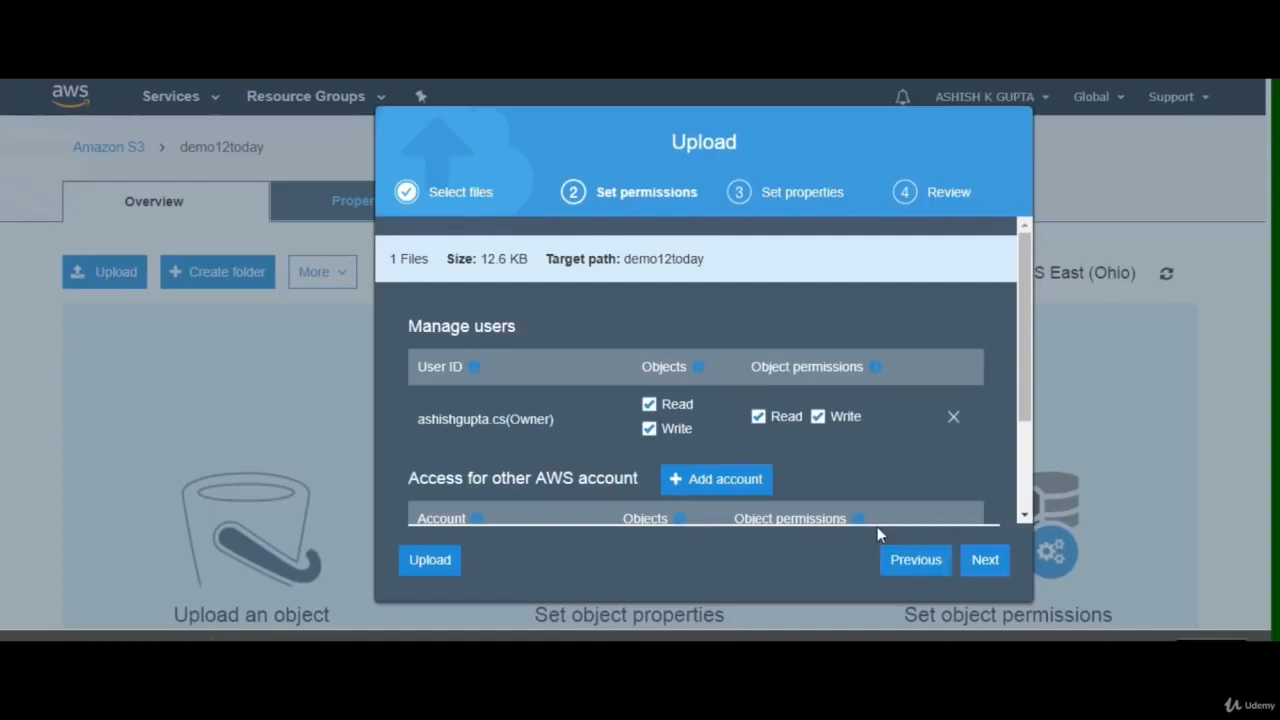 aws Services Resource Groups ASHISH K GUPTA Global Support
Amazon S3 > demo12today
Overview Proper
Upload Create folder More S East (Ohio)
Upload
Select files 2 Set permissions 3 Set properties 4 Review
1 Files Size: 12.6 KB Target path: demo12today
Manage users
User ID Objects Object permissions
ashishgupta.cs(Owner) Read Write Read Write
Access for other AWS account + Add account
Account Objects Object permissions
Upload Previous Next
Upload an object Set object properties Set object permissions
Udemy